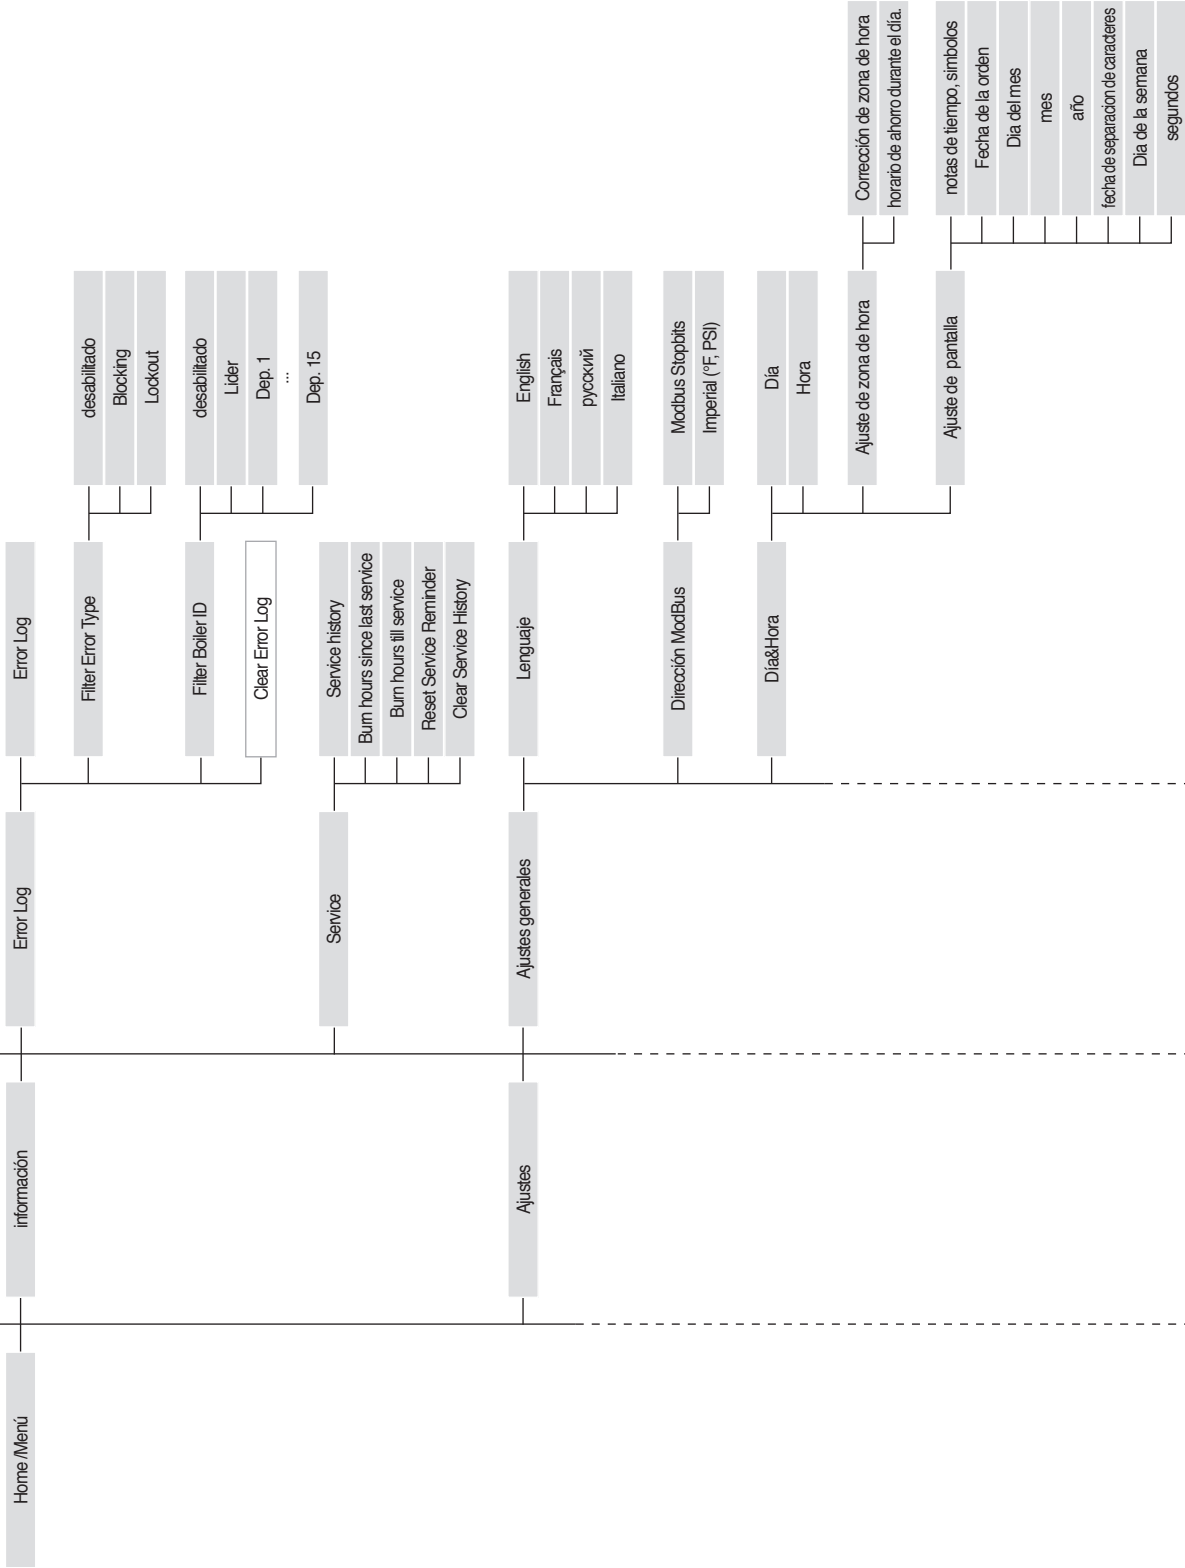 Home /Menú
información
Error Log
Error Log
Filter Error Type
desabilitado
Blocking
Lockout
Filter Boiler ID
desabilitado
Lider
Dep. 1
...
Dep. 15
Clear Error Log
Service
Service history
Burn hours since last service
Burn hours till service
Reset Service Reminder
Clear Service History
Ajustes
Ajustes generales
Lenguaje
English
Français
русский
Italiano
Dirección ModBus
Modbus Stopbits
Imperial (°F, PSI)
Día&Hora
Día
Hora
Ajuste de zona de hora
Corrección de zona de hora
horario de ahorro durante el día.
Ajuste de pantalla
notas de tiempo, simbolos
Fecha de la orden
Dia del mes
mes
año
fecha de separacion de caracteres
Dia de la semana
segundos